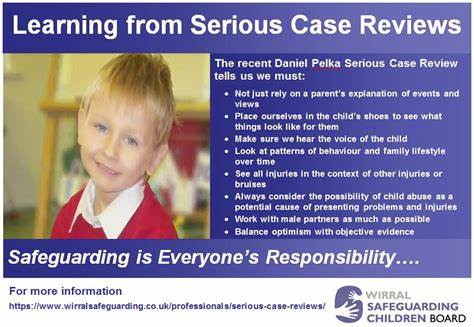 Learning from Serious Case Reviews
The recent Daniel Pelka Serious Case Review
tells us we must:
• Not just rely on a parent's explanation of events and
views
• Place ourselves in the child's shoes to see what
things look like for them
• Make sure we hear the voice of the child
• Look at patterns of behaviour and family lifestyle
over time
• See all injuries in the context of other injuries or
bruises
• Always consider the possibility of child abuse as a
potential cause of presenting problems and injuries
• Work with male partners as much as possible
• Balance optimism with objective evidence
Safeguarding is Everyone's Responsibility….
For more information
https://www.wirralsafeguarding.co.uk/professionals/serious-case-reviews/
WIRRAL
SAFEGUARDING
CHILDREN BOARD